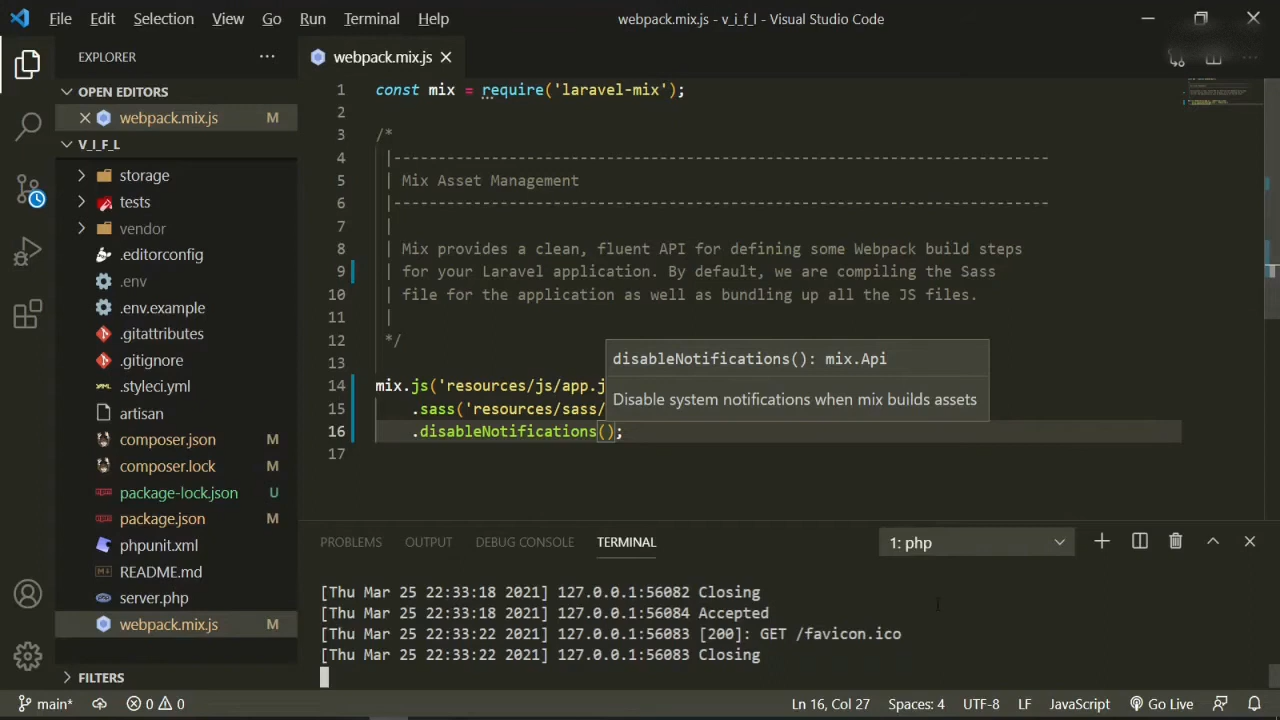 File Edit Selection View Go Run Terminal Help webpack.mix.js - v_i_f_l - Visual Studio Code
EXPLORER
OPEN EDITORS
webpack.mix.js M
V_I_F_L
storage
tests
vendor
.editorconfig
.env
.env.example
.gitattributes
.gitignore
.styleci.yml
artisan
composer.json M
composer.lock M
package-lock.json U
package.json M
phpunit.xml
README.md
server.php
webpack.mix.js M
FILTERS
webpack.mix.js
1 const mix = require('laravel-mix');
2
3 /*
4 |--------------------------------------------------------------------------
5 | Mix Asset Management
6 |--------------------------------------------------------------------------
7 |
8 | Mix provides a clean, fluent API for defining some Webpack build steps
9 | for your Laravel application. By default, we are compiling the Sass
10 | file for the application as well as bundling up all the JS files.
11 |
12 */
13
disableNotifications(): mix.Api
Disable system notifications when mix builds assets
14 mix.js('resources/js/app.j
15 .sass('resources/sass/
16 .disableNotifications();
17
PROBLEMS OUTPUT DEBUG CONSOLE TERMINAL 1: php
[Thu Mar 25 22:33:18 2021] 127.0.0.1:56082 Closing
[Thu Mar 25 22:33:18 2021] 127.0.0.1:56084 Accepted
[Thu Mar 25 22:33:22 2021] 127.0.0.1:56083 [200]: GET /favicon.ico
[Thu Mar 25 22:33:22 2021] 127.0.0.1:56083 Closing
main* 0 0 Ln 16, Col 27 Spaces: 4 UTF-8 LF JavaScript Go Live